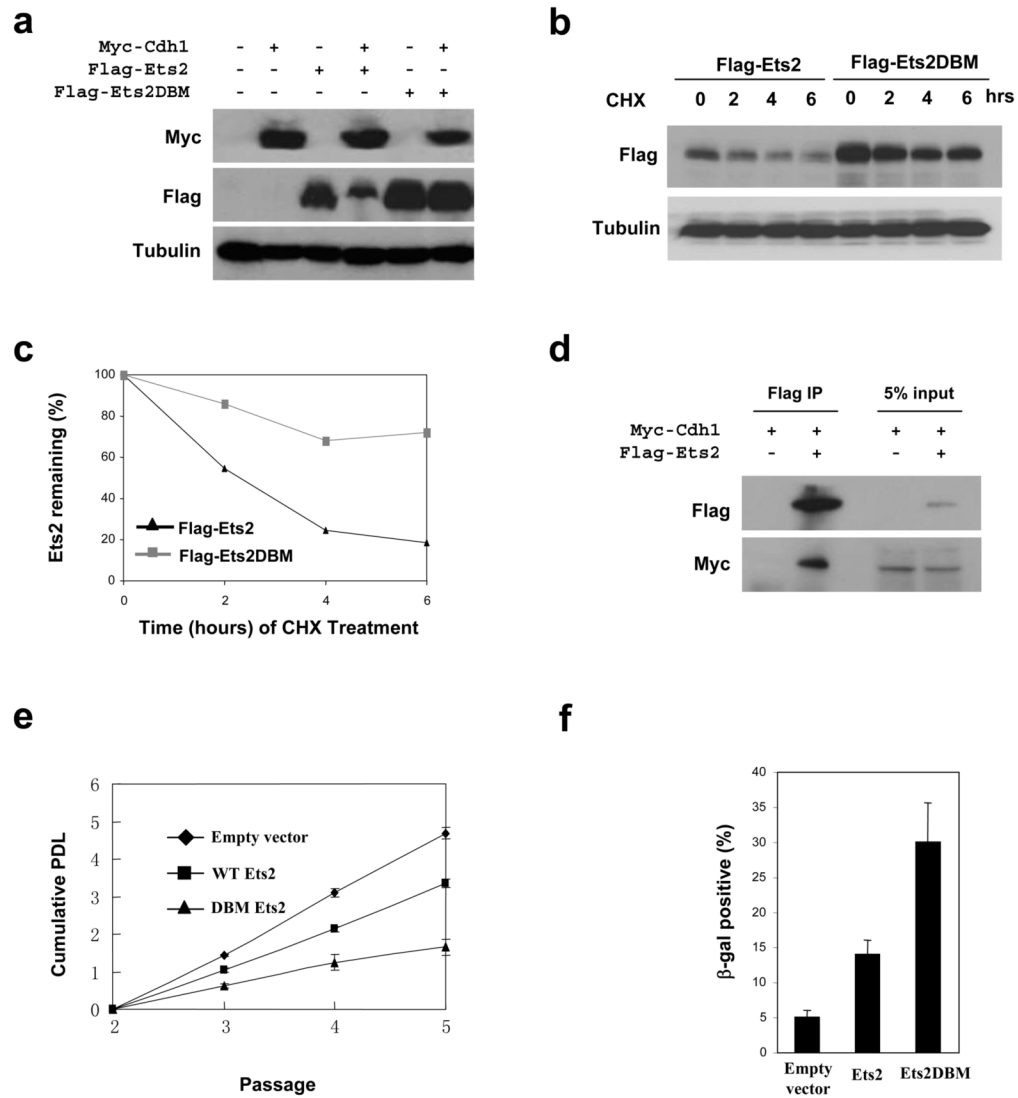 a
Myc-Cdh1 - + - + - +
Flag-Ets2 - - + + - -
Flag-Ets2DBM - - - - + +
Myc
Flag
Tubulin
b
Flag-Ets2 Flag-Ets2DBM
CHX 0 2 4 6 0 2 4 6 hrs
Flag
Tubulin
c
Ets2 remaining (%)
100
80
60
40
20
0
Flag-Ets2
Flag-Ets2DBM
0 2 4 6
Time (hours) of CHX Treatment
d
Flag IP 5% input
Myc-Cdh1 + + + +
Flag-Ets2 - + - +
Flag
Myc
e
Cumulative PDL
6
5
4
3
2
1
0
Empty vector
WT Ets2
DBM Ets2
2 3 4 5
Passage
f
β-gal positive (%)
40
35
30
25
20
15
10
5
0
Empty vector Ets2 Ets2DBM